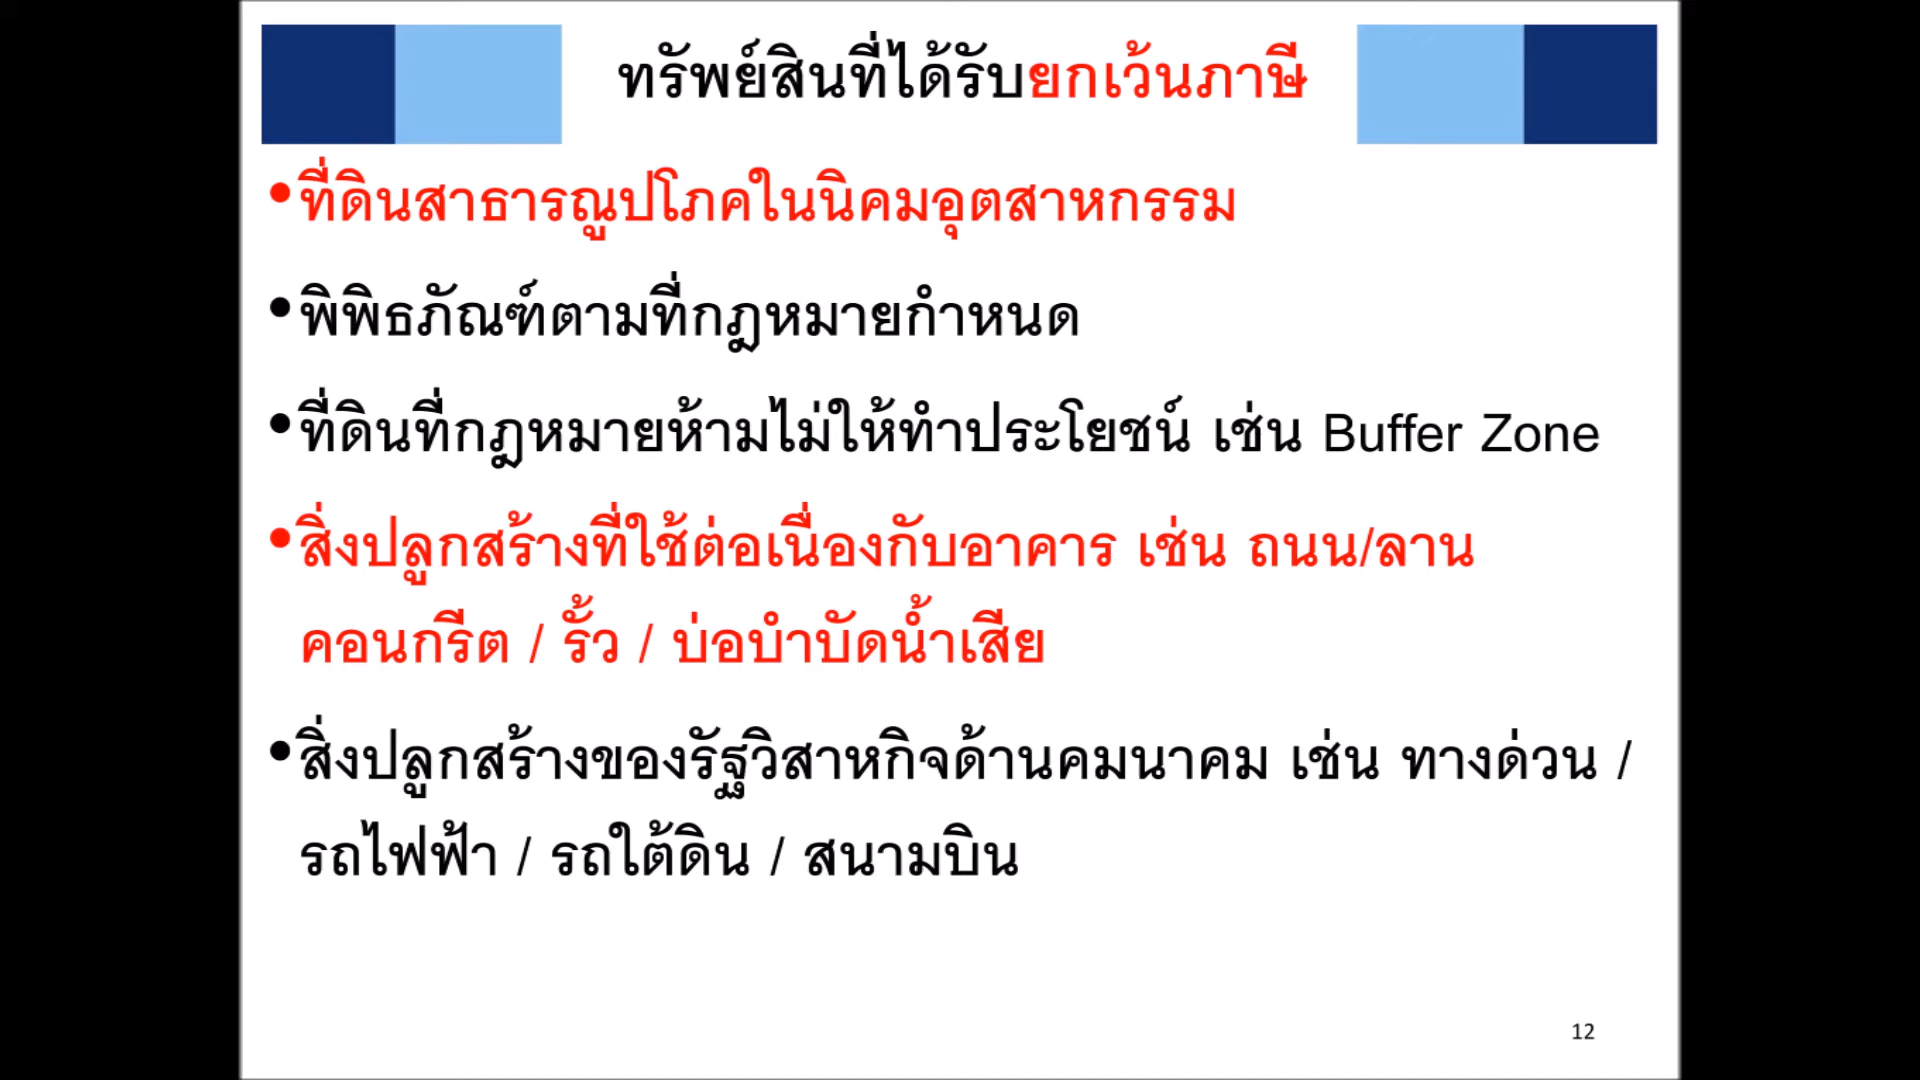 ทรัพย์สินที่ได้รับยกเว้นภาษี
•ที่ดินสาธารณูปโภคในนิคมอุตสาหกรรม
•พิพิธภัณฑ์ตามที่กฎหมายกำหนด
•ที่ดินที่กฎหมายห้ามไม่ให้ทำประโยชน์ เช่น Buffer Zone
•สิ่งปลูกสร้างที่ใช้ต่อเนื่องกับอาคาร เช่น ถนน/ลาน
คอนกรีต / รั้ว / บ่อบำบัดน้ำเสีย
•สิ่งปลูกสร้างของรัฐวิสาหกิจด้านคมนาคม เช่น ทางด่วน /
รถไฟฟ้า / รถใต้ดิน / สนามบิน
12